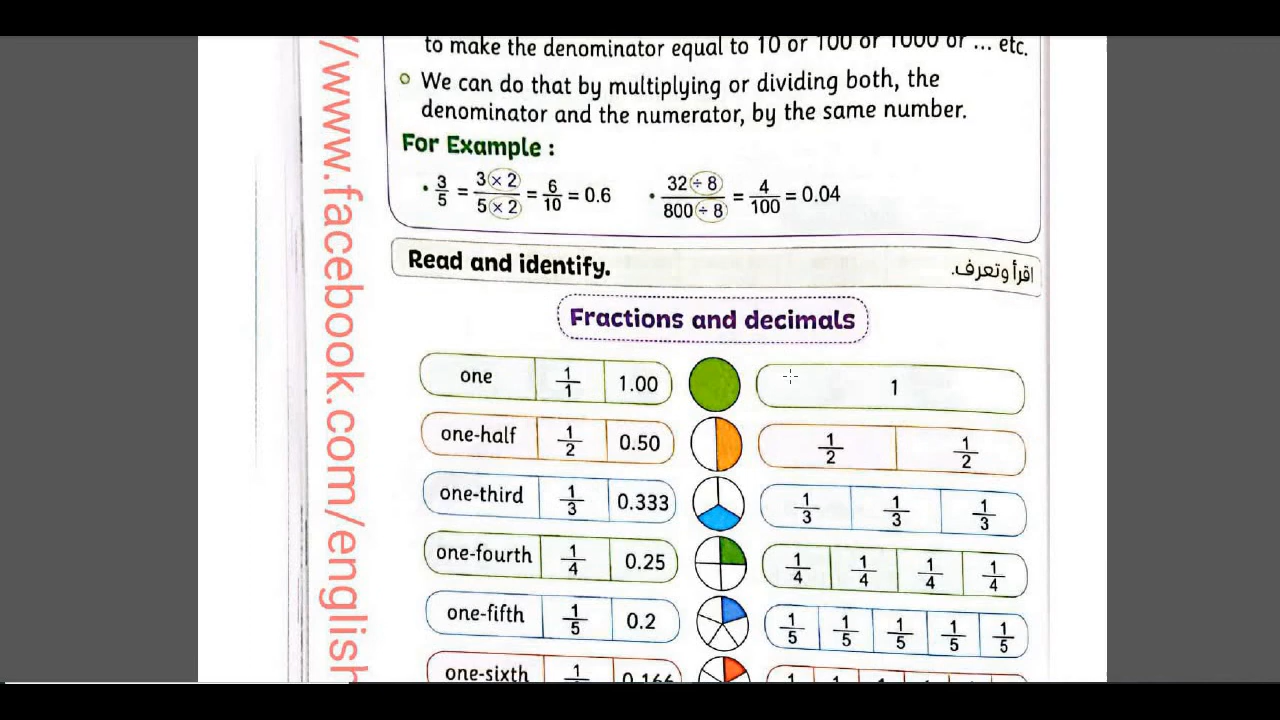 to make the denominator equal to 10 or 100 or 1000 or ... etc.
We can do that by multiplying or dividing both, the
denominator and the numerator, by the same number.
For Example :
• 3/5 = 3 × 2 / 5 × 2 = 6/10 = 0.6 • 32 ÷ 8 / 800 ÷ 8 = 4/100 = 0.04
Read and identify. اقرأ وتعرف.
Fractions and decimals
one 1/1 1.00 1
one-half 1/2 0.50 1/2 1/2
one-third 1/3 0.333 1/3 1/3 1/3
one-fourth 1/4 0.25 1/4 1/4 1/4 1/4
one-fifth 1/5 0.2 1/5 1/5 1/5 1/5 1/5
one-sixth 0.166
//www.facebook.com/english